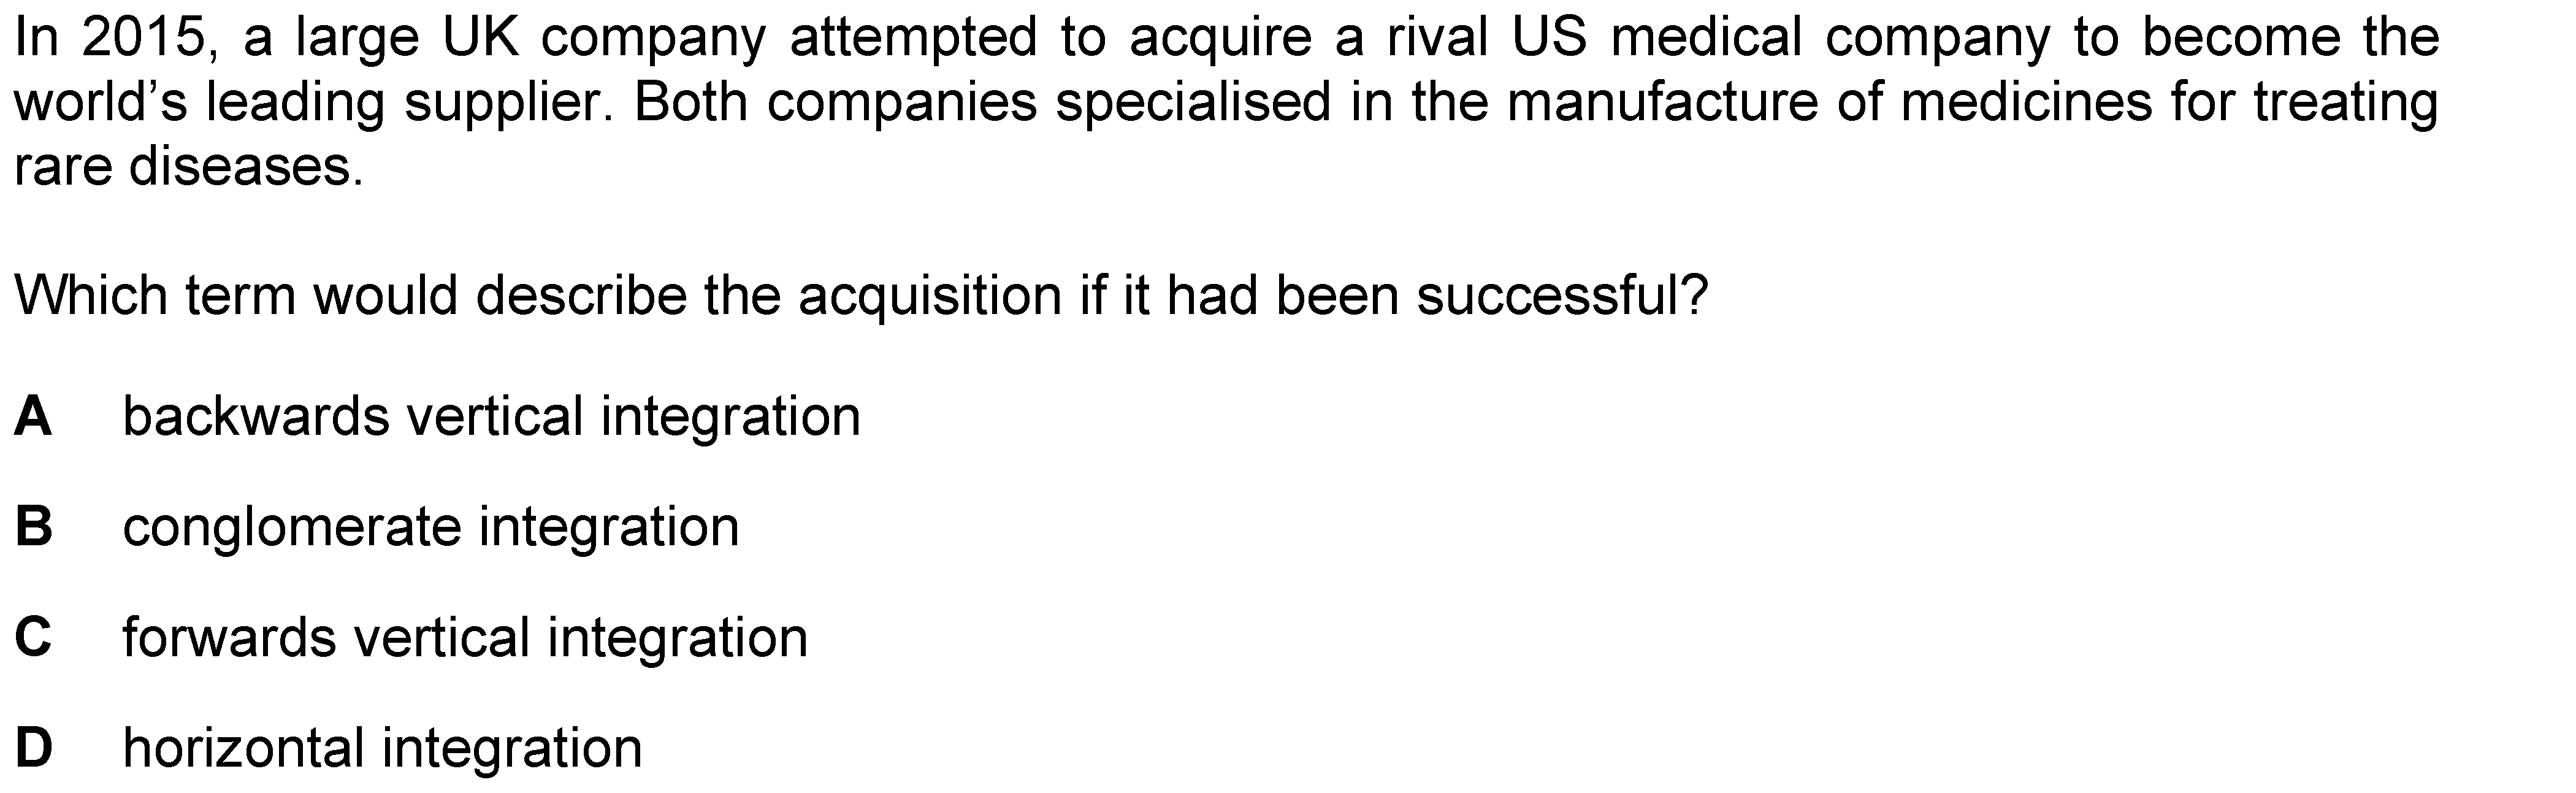 In 2015, a large UK company attempted to acquire a rival US medical company to become the
world’s leading supplier. Both companies specialised in the manufacture of medicines for treating
rare diseases.
Which term would describe the acquisition if it had been successful?
A backwards vertical integration
B conglomerate integration
C forwards vertical integration
D horizontal integration